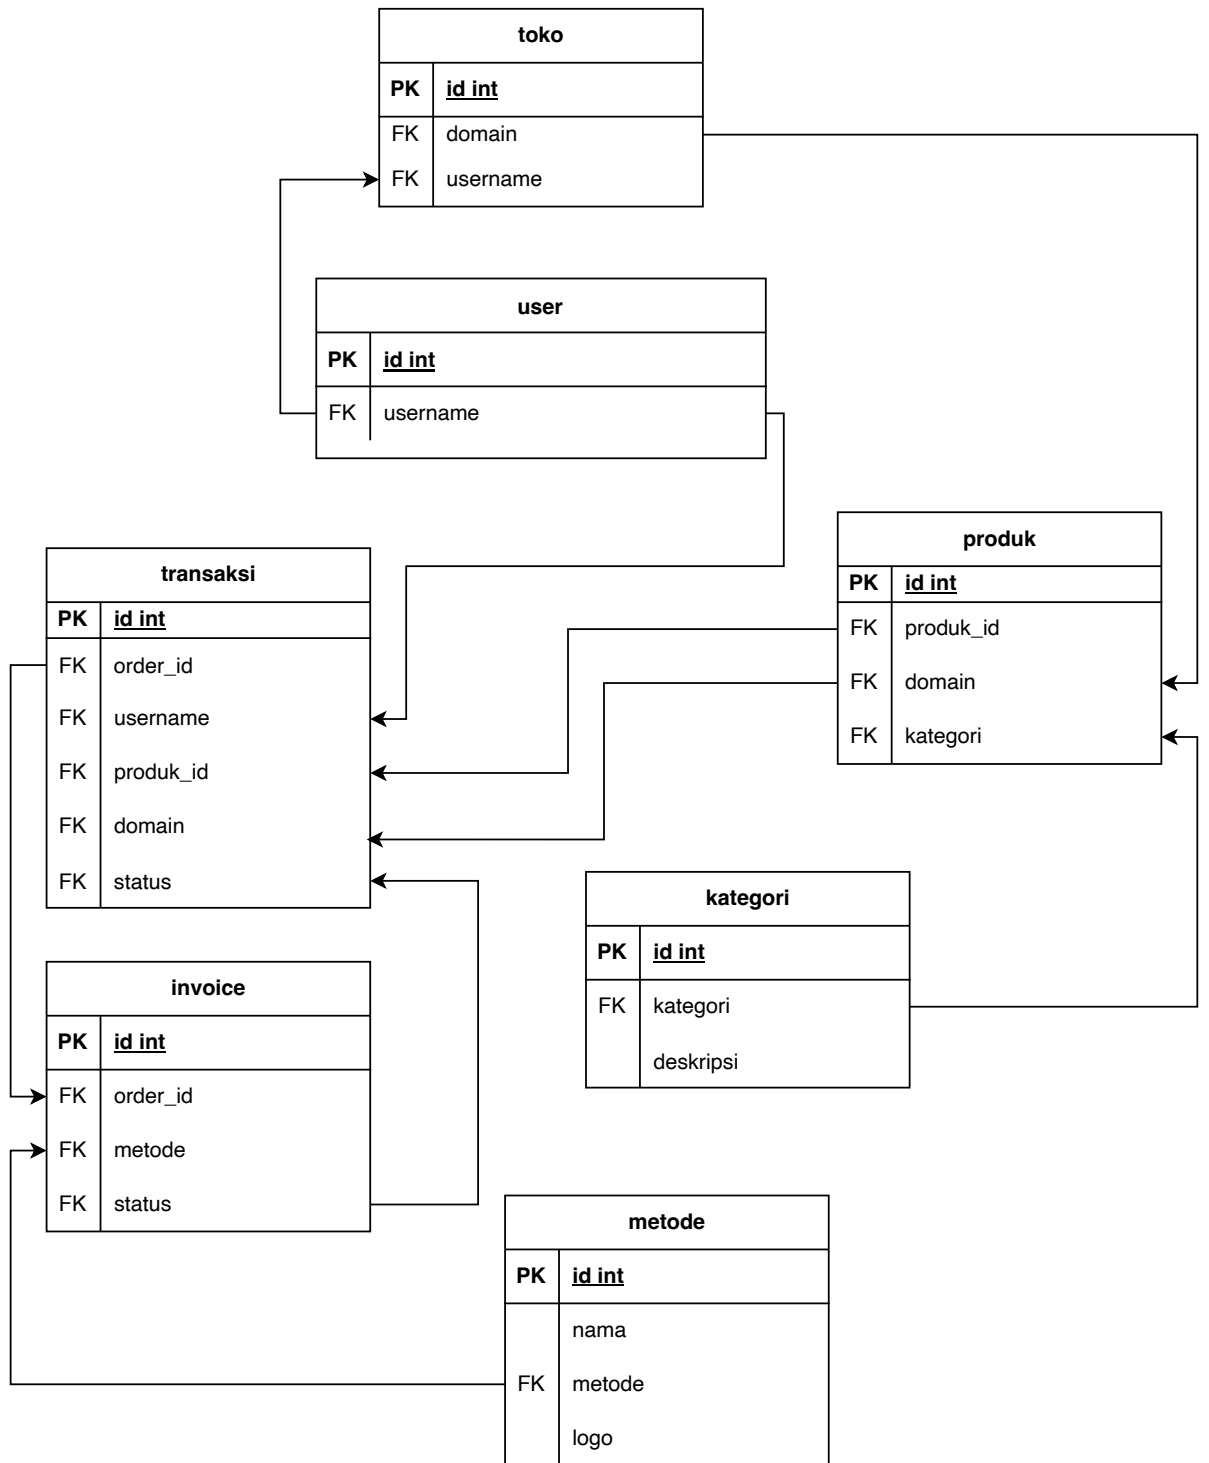 toko
PK id int
FK domain
FK username
user
PK id int
FK username
transaksi
PK id int
FK order_id
FK username
FK produk_id
FK domain
FK status
produk
PK id int
FK produk_id
FK domain
FK kategori
kategori
PK id int
FK kategori
deskripsi
invoice
PK id int
FK order_id
FK metode
FK status
metode
PK id int
nama
FK metode
logo